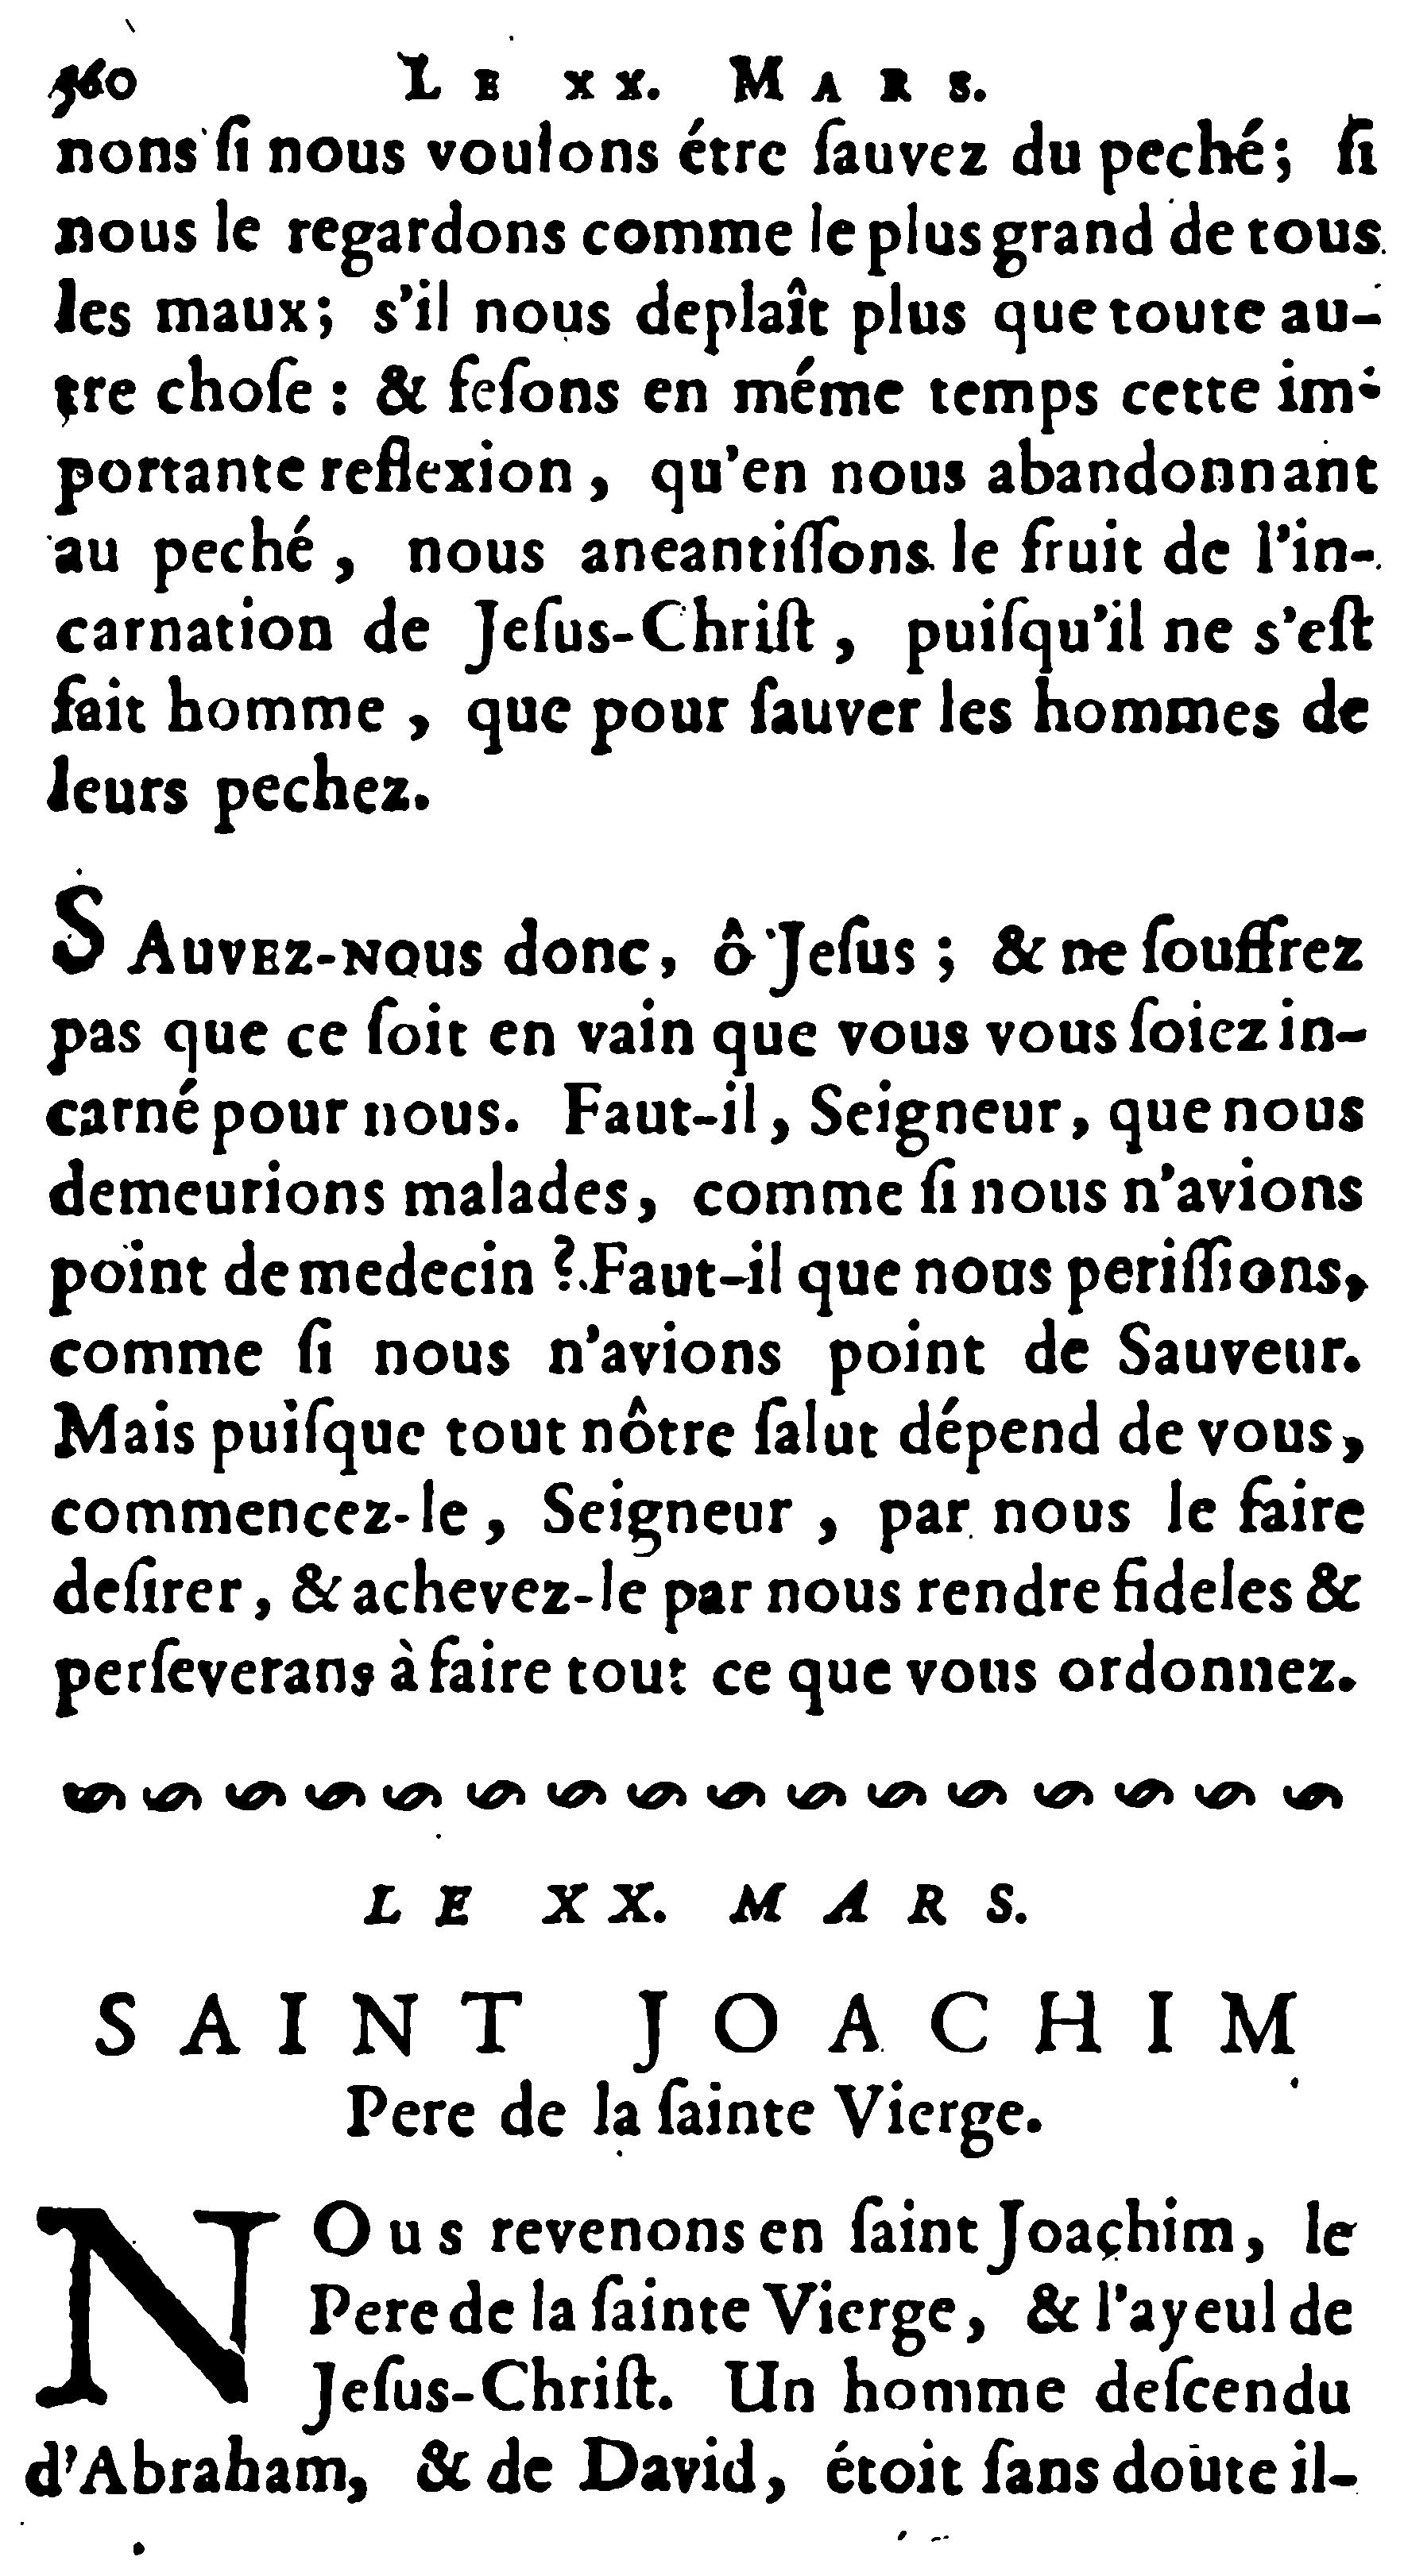 360 LE XX. MARS.
nons ſi nous voulons étre ſauvez du peché; ſi
nous le regardons comme le plus grand de tous
les maux; s'il nous deplaît plus que toute au-
tre choſe : & feſons en méme temps cette im-
portante reflexion, qu'en nous abandonnant
au peché, nous aneantiſſons le fruit de l'in-
carnation de Jeſus-Chriſt, puiſqu'il ne s'eſt
fait homme, que pour ſauver les hommes de
leurs pechez.
SAUVEZ-NOUS donc, ô Jeſus; & ne ſouffrez
pas que ce ſoit en vain que vous vous ſoiez in-
carné pour nous. Faut-il, Seigneur, que nous
demeurions malades, comme ſi nous n'avions
point de medecin ? Faut-il que nous periſſions,
comme ſi nous n'avions point de Sauveur.
Mais puiſque tout nôtre ſalut dépend de vous,
commencez-le, Seigneur, par nous le faire
deſirer, & achevez-le par nous rendre fideles &
perſeverans à faire tout ce que vous ordonnez.
LE XX. MARS.
SAINT JOACHIM
Pere de la ſainte Vierge.
NOus revenons en ſaint Joachim, le
Pere de la ſainte Vierge, & l'ayeul de
Jeſus-Chriſt. Un homme deſcendu
d'Abraham, & de David, étoit ſans doute il-